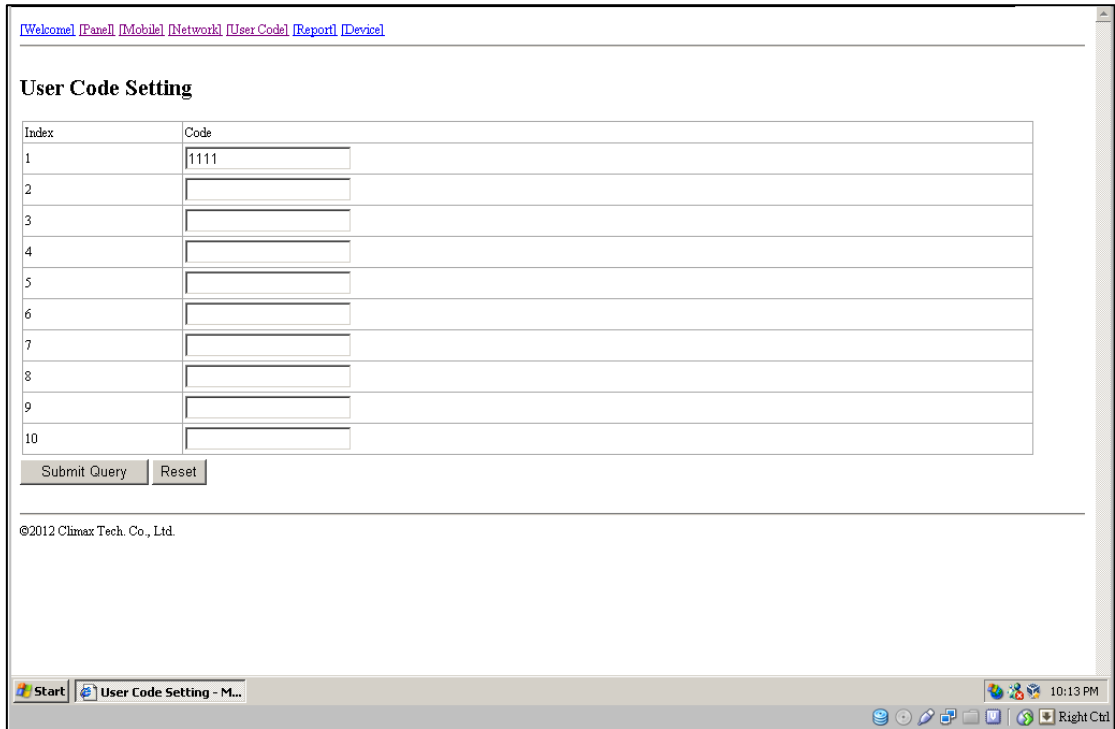 [Welcome] [Panel] [Mobile] [Network] [User Code] [Report] [Device]
User Code Setting
Index Code
1 1111
2
3
4
5
6
7
8
9
10
Submit Query Reset
©2012 Climax Tech. Co., Ltd.
Start User Code Setting - M... 10:13 PM
Right Ctrl